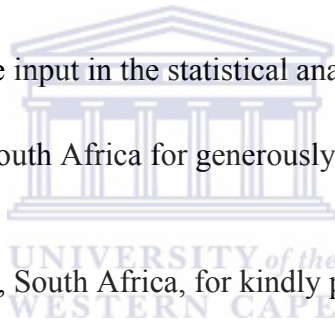 e input in the statistical ana
outh Africa for generously
UNIVERSITY of the
, South Africa, for kindly p
WESTERN CAPE